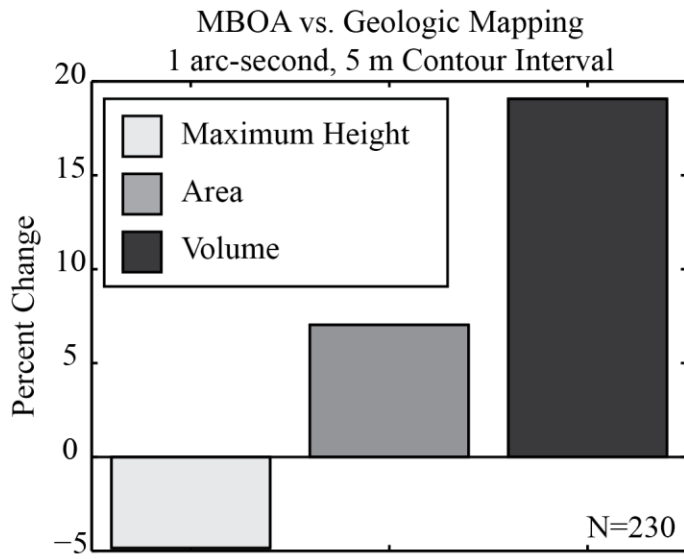 MBOA vs. Geologic Mapping
1 arc-second, 5 m Contour Interval
20
15
10
5
0
−5
Percent Change
Maximum Height
Area
Volume
N=230